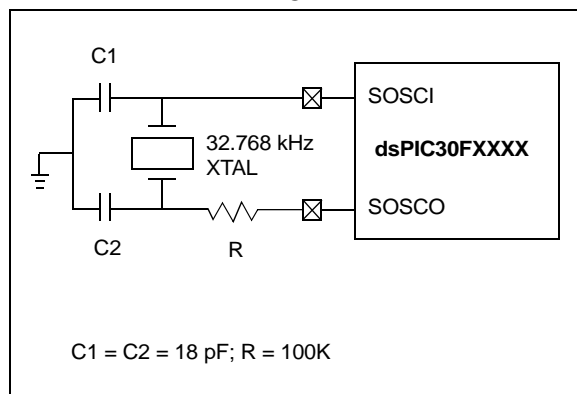 C1
SOSCI
32.768 kHz
XTAL
dsPIC30FXXXX
SOSCO
C2
R
C1 = C2 = 18 pF; R = 100K